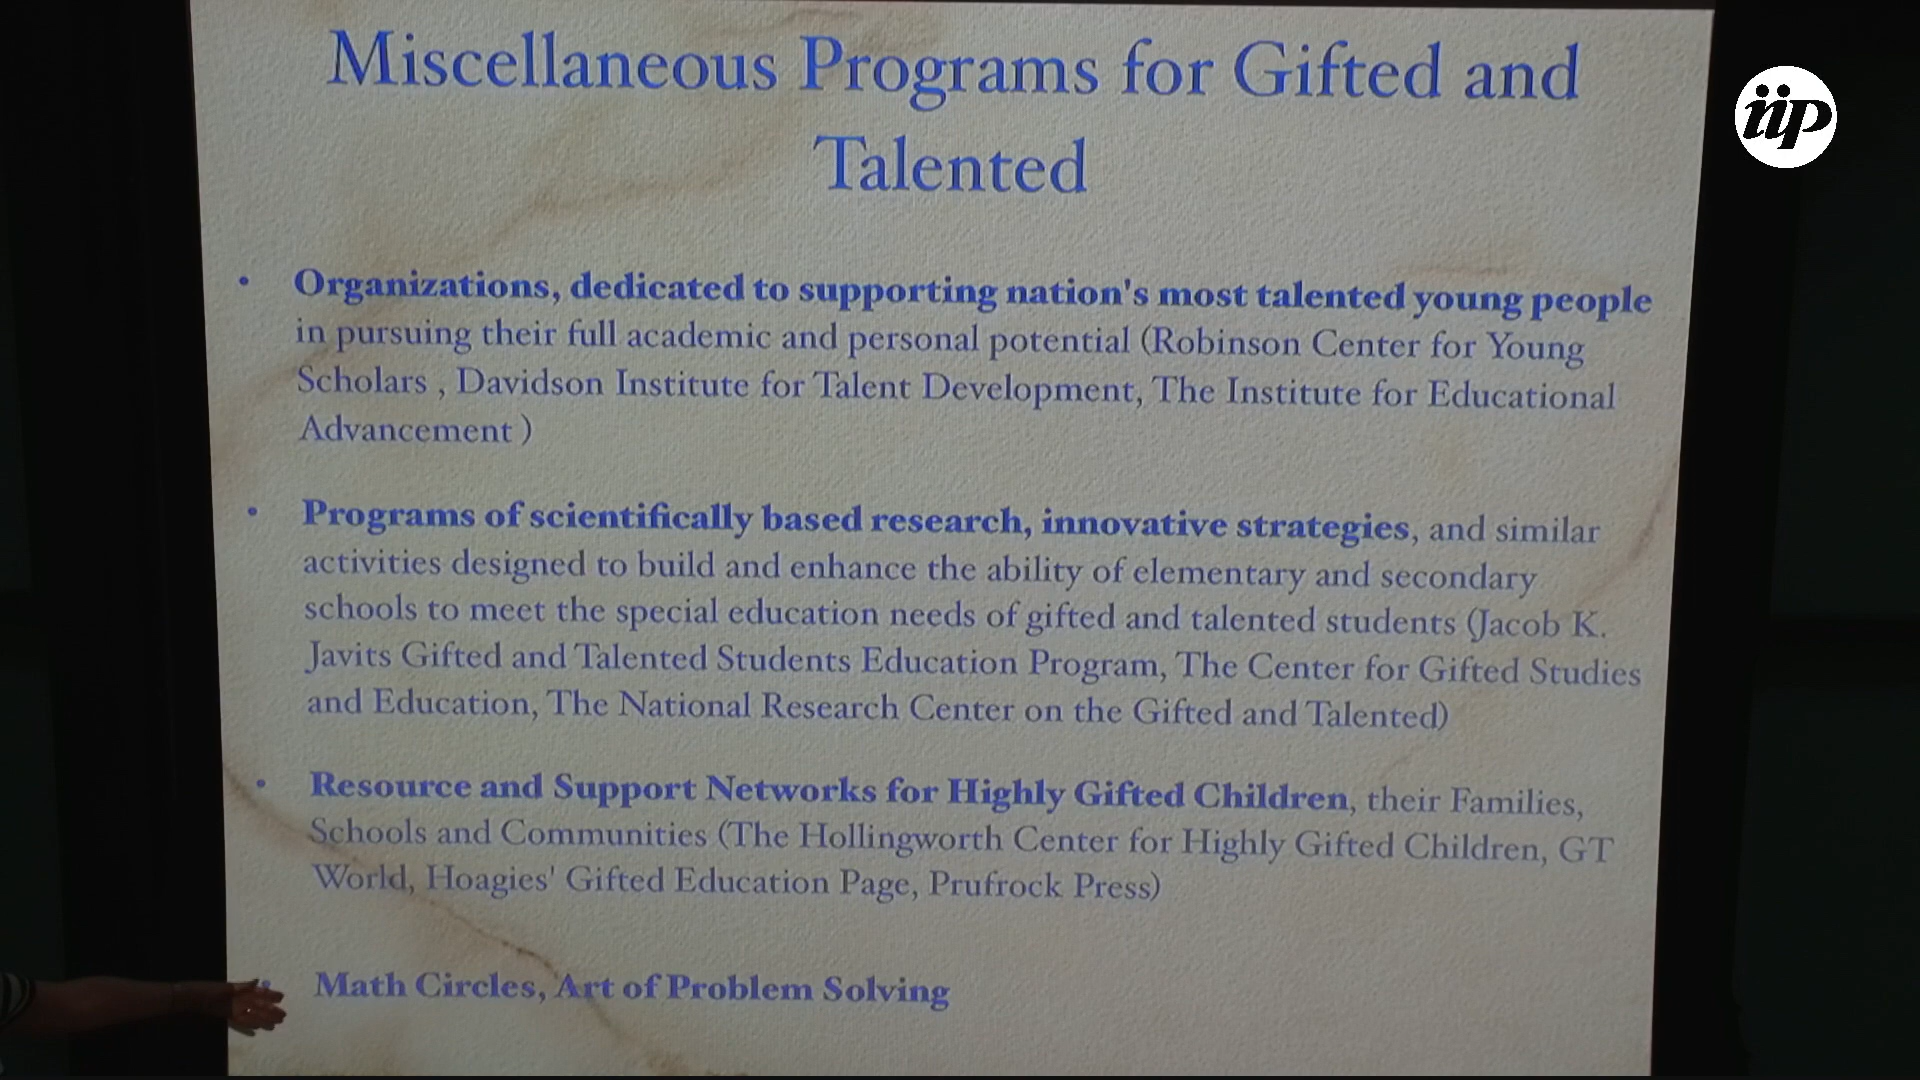 Miscellaneous Programs for Gifted and
Talented
iip
• Organizations, dedicated to supporting nation's most talented young people
in pursuing their full academic and personal potential (Robinson Center for Young
Scholars , Davidson Institute for Talent Development, The Institute for Educational
Advancement )
• Programs of scientifically based research, innovative strategies, and similar
activities designed to build and enhance the ability of elementary and secondary
schools to meet the special education needs of gifted and talented students (Jacob K.
Javits Gifted and Talented Students Education Program, The Center for Gifted Studies
and Education, The National Research Center on the Gifted and Talented)
• Resource and Support Networks for Highly Gifted Children, their Families,
Schools and Communities (The Hollingworth Center for Highly Gifted Children, GT
World, Hoagies' Gifted Education Page, Prufrock Press)
• Math Circles, Art of Problem Solving